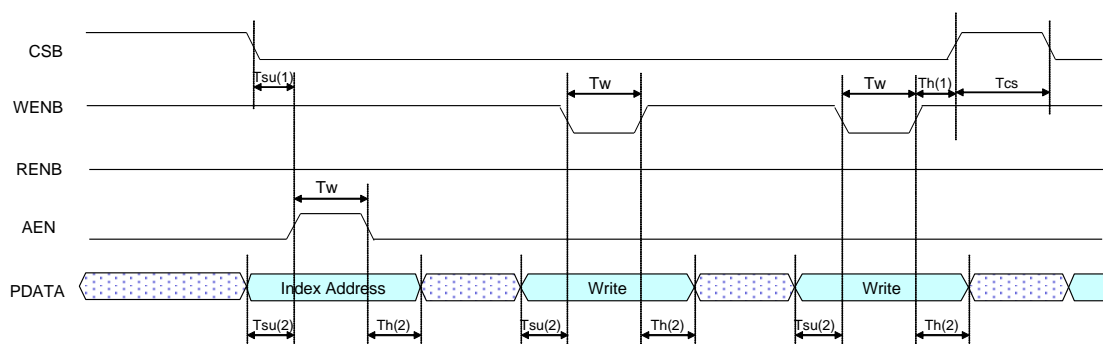 CSB
Tsu(1)
Tw
Tw
Th(1)
Tcs
WENB
RENB
Tw
AEN
PDATA
Index Address
Write
Write
Tsu(2)
Th(2)
Tsu(2)
Th(2)
Tsu(2)
Th(2)